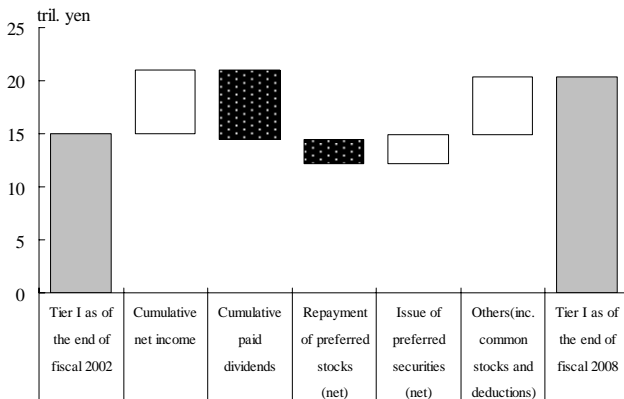 tril. yen
25
20
15
10
5
0
Tier I as of
the end of
fiscal 2002
Cumulative
net income
Cumulative
paid
dividends
Repayment
of preferred
stocks
(net)
Issue of
preferred
securities
(net)
Others(inc.
common
stocks and
deductions)
Tier I as of
the end of
fiscal 2008